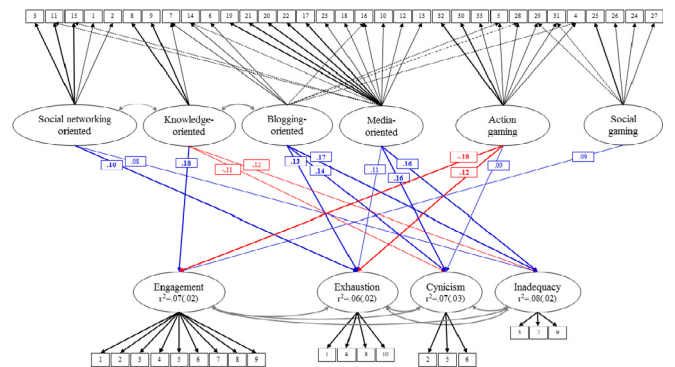 3 11 15 1 2 8 9 7 14 6 19 21 20 22 17 23 18 16 10 12 13 32 30 33 5 28 29 31 4 25 26 24 27
Social networking oriented
Knowledge-oriented
Blogging-oriented
Media-oriented
Action gaming
Social gaming
.10 .08 .18 -.11 -.12 .13 .17 .14 .11 .16 .16 -.18 -.12 .09 .09
Engagement
r²=.07(.02)
Exhaustion
r²=.06(.02)
Cynicism
r²=.07(.03)
Inadequacy
r²=.08(.02)
1 2 3 4 5 6 7 8 9
1 4 8 10
2 5 6
3 7 9